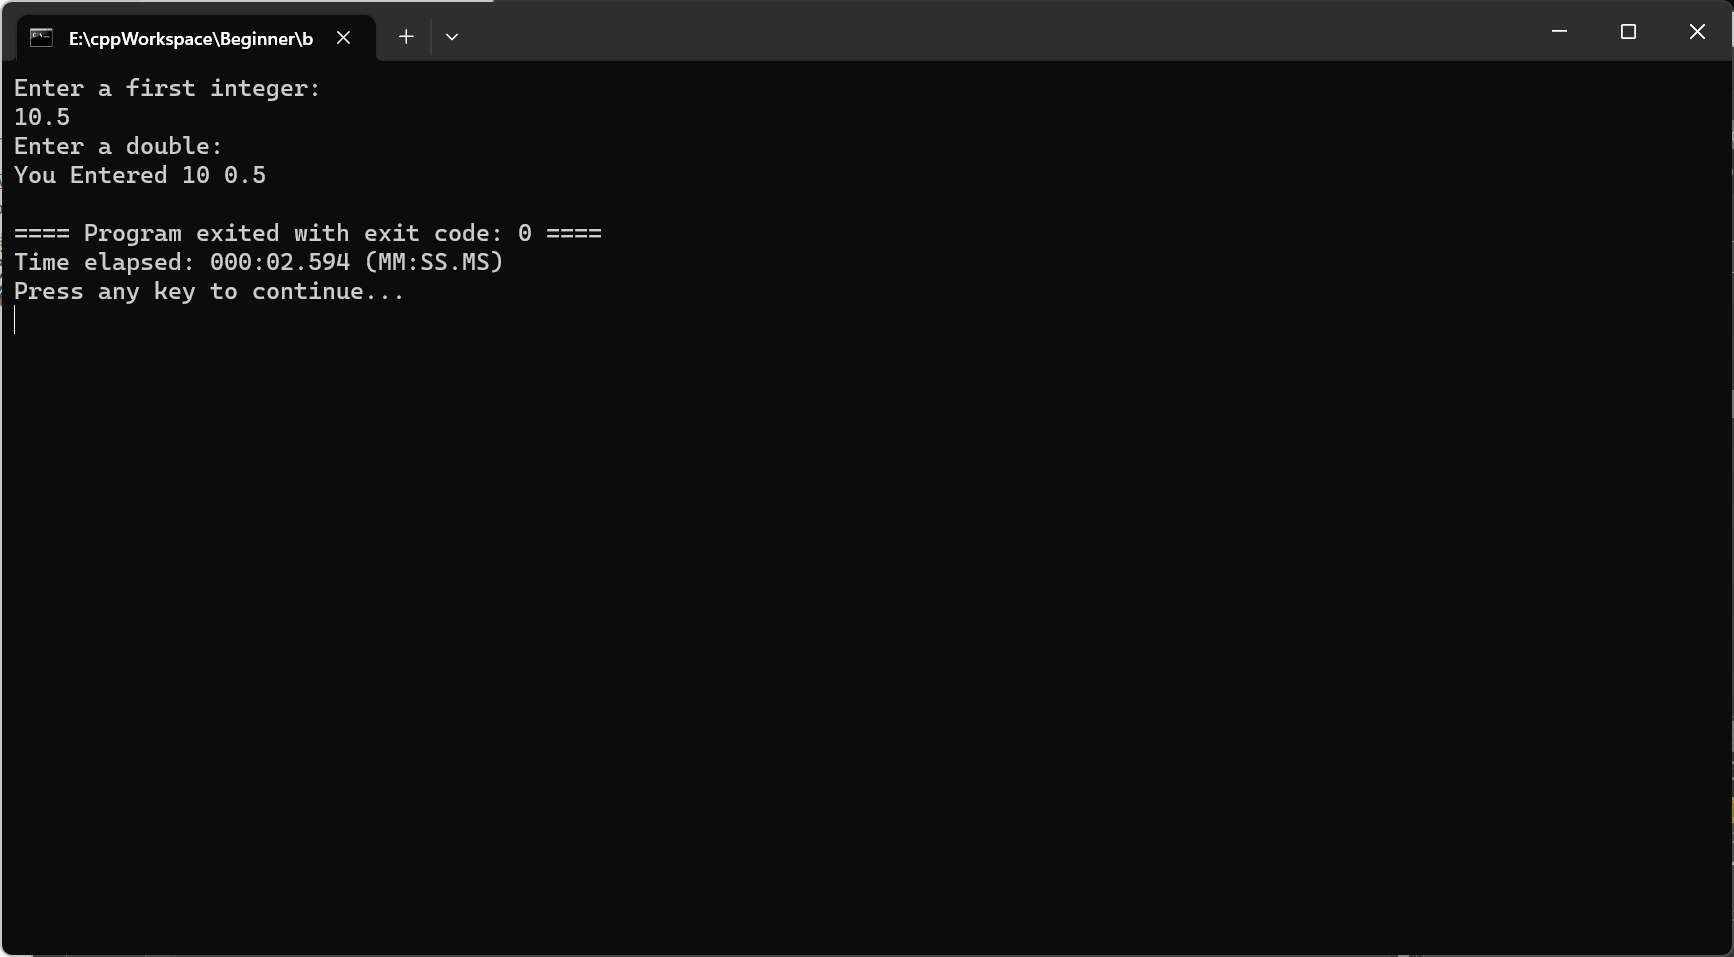 E:\cppWorkspace\Beginner\b
Enter a first integer:
10.5
Enter a double:
You Entered 10 0.5
==== Program exited with exit code: 0 ====
Time elapsed: 000:02.594 (MM:SS.MS)
Press any key to continue...